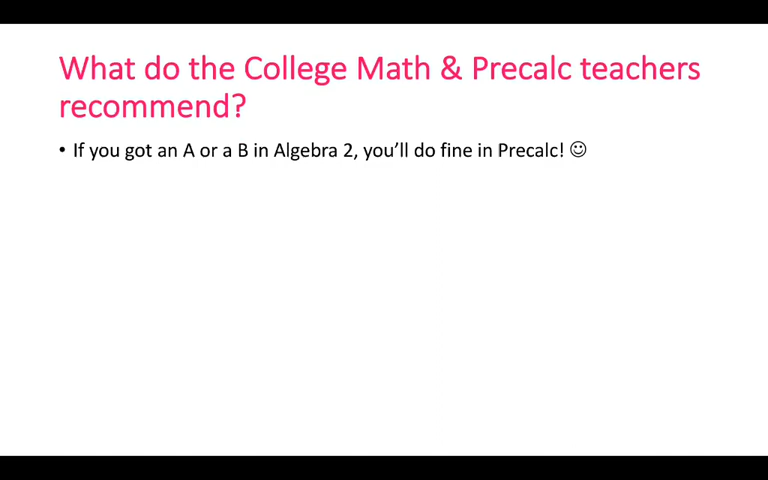 What do the College Math & Precalc teachers
recommend?
• If you got an A or a B in Algebra 2, you’ll do fine in Precalc! ☺